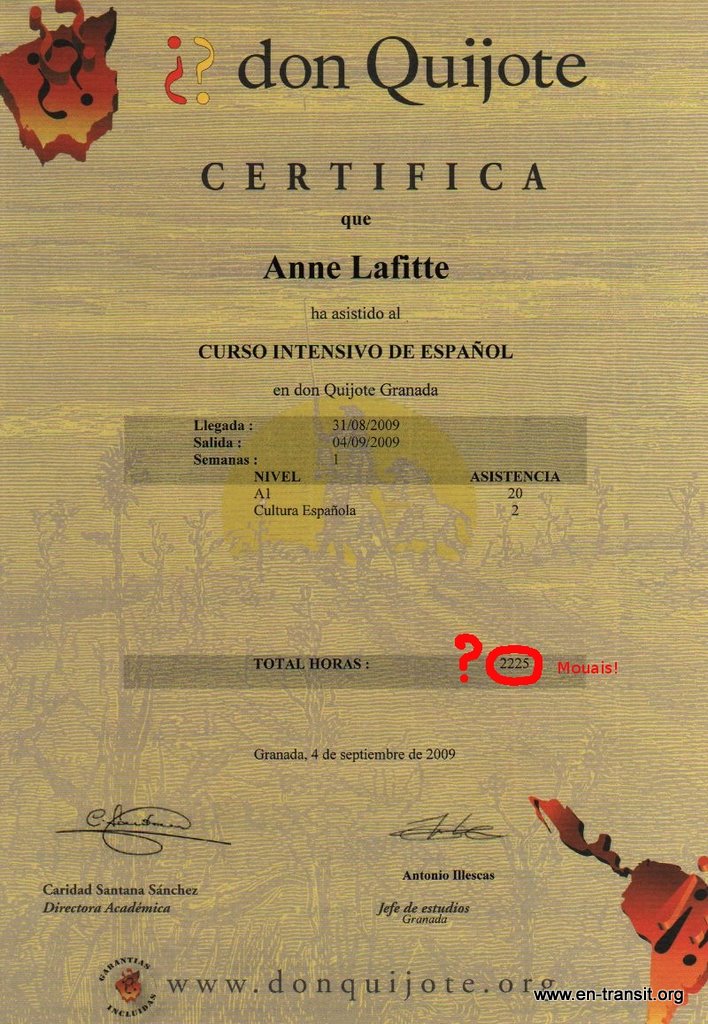 ¿? don Quijote
CERTIFICA
que
Anne Lafitte
ha asistido al
CURSO INTENSIVO DE ESPAÑOL
en don Quijote Granada
Llegada : 31/08/2009
Salida : 04/09/2009
Semanas : 1
NIVEL ASISTENCIA
A1 20
Cultura Española 2
TOTAL HORAS : ? 2225 Mouais!
Granada, 4 de septiembre de 2009
Caridad Santana Sánchez
Directora Académica
Antonio Illescas
Jefe de estudios
Granada
GARANTIAS
INCLUIDAS
www.donquijote.org
www.en-transit.org